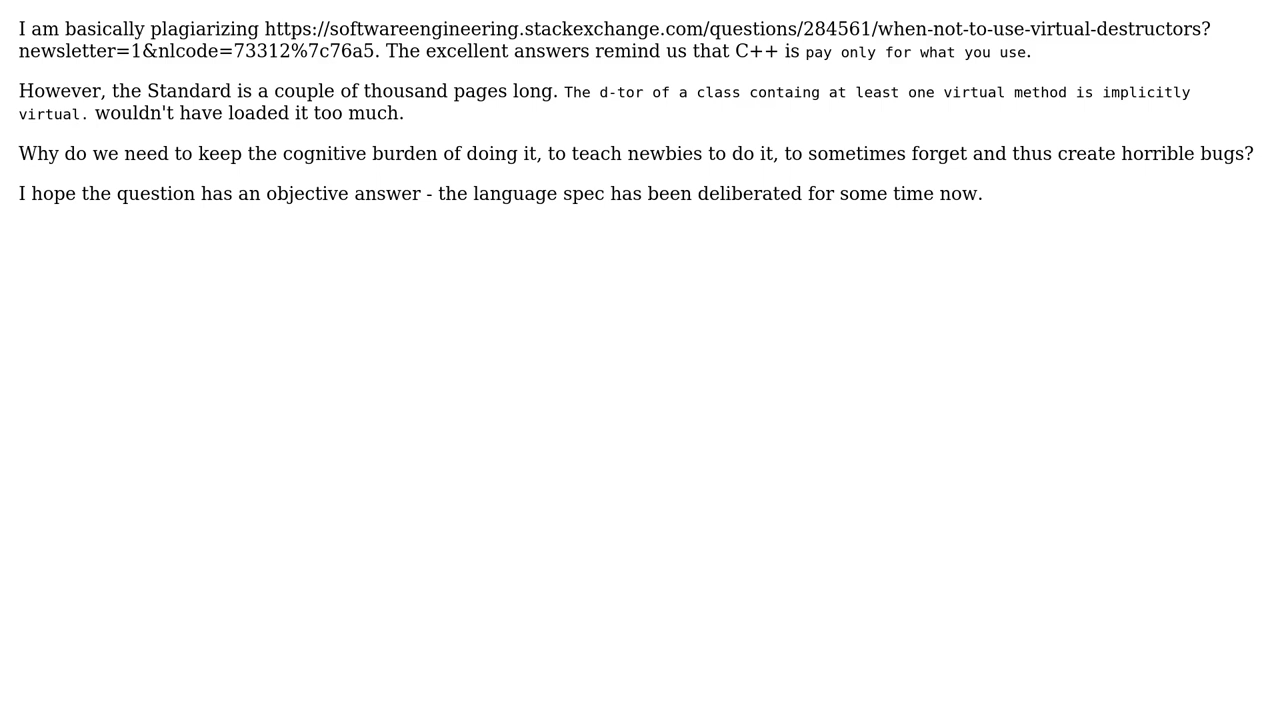 I am basically plagiarizing https://softwareengineering.stackexchange.com/questions/284561/when-not-to-use-virtual-destructors?
newsletter=1&nlcode=73312%7c76a5. The excellent answers remind us that C++ is pay only for what you use.
However, the Standard is a couple of thousand pages long. The d-tor of a class containg at least one virtual method is implicitly
virtual. wouldn't have loaded it too much.
Why do we need to keep the cognitive burden of doing it, to teach newbies to do it, to sometimes forget and thus create horrible bugs?
I hope the question has an objective answer - the language spec has been deliberated for some time now.